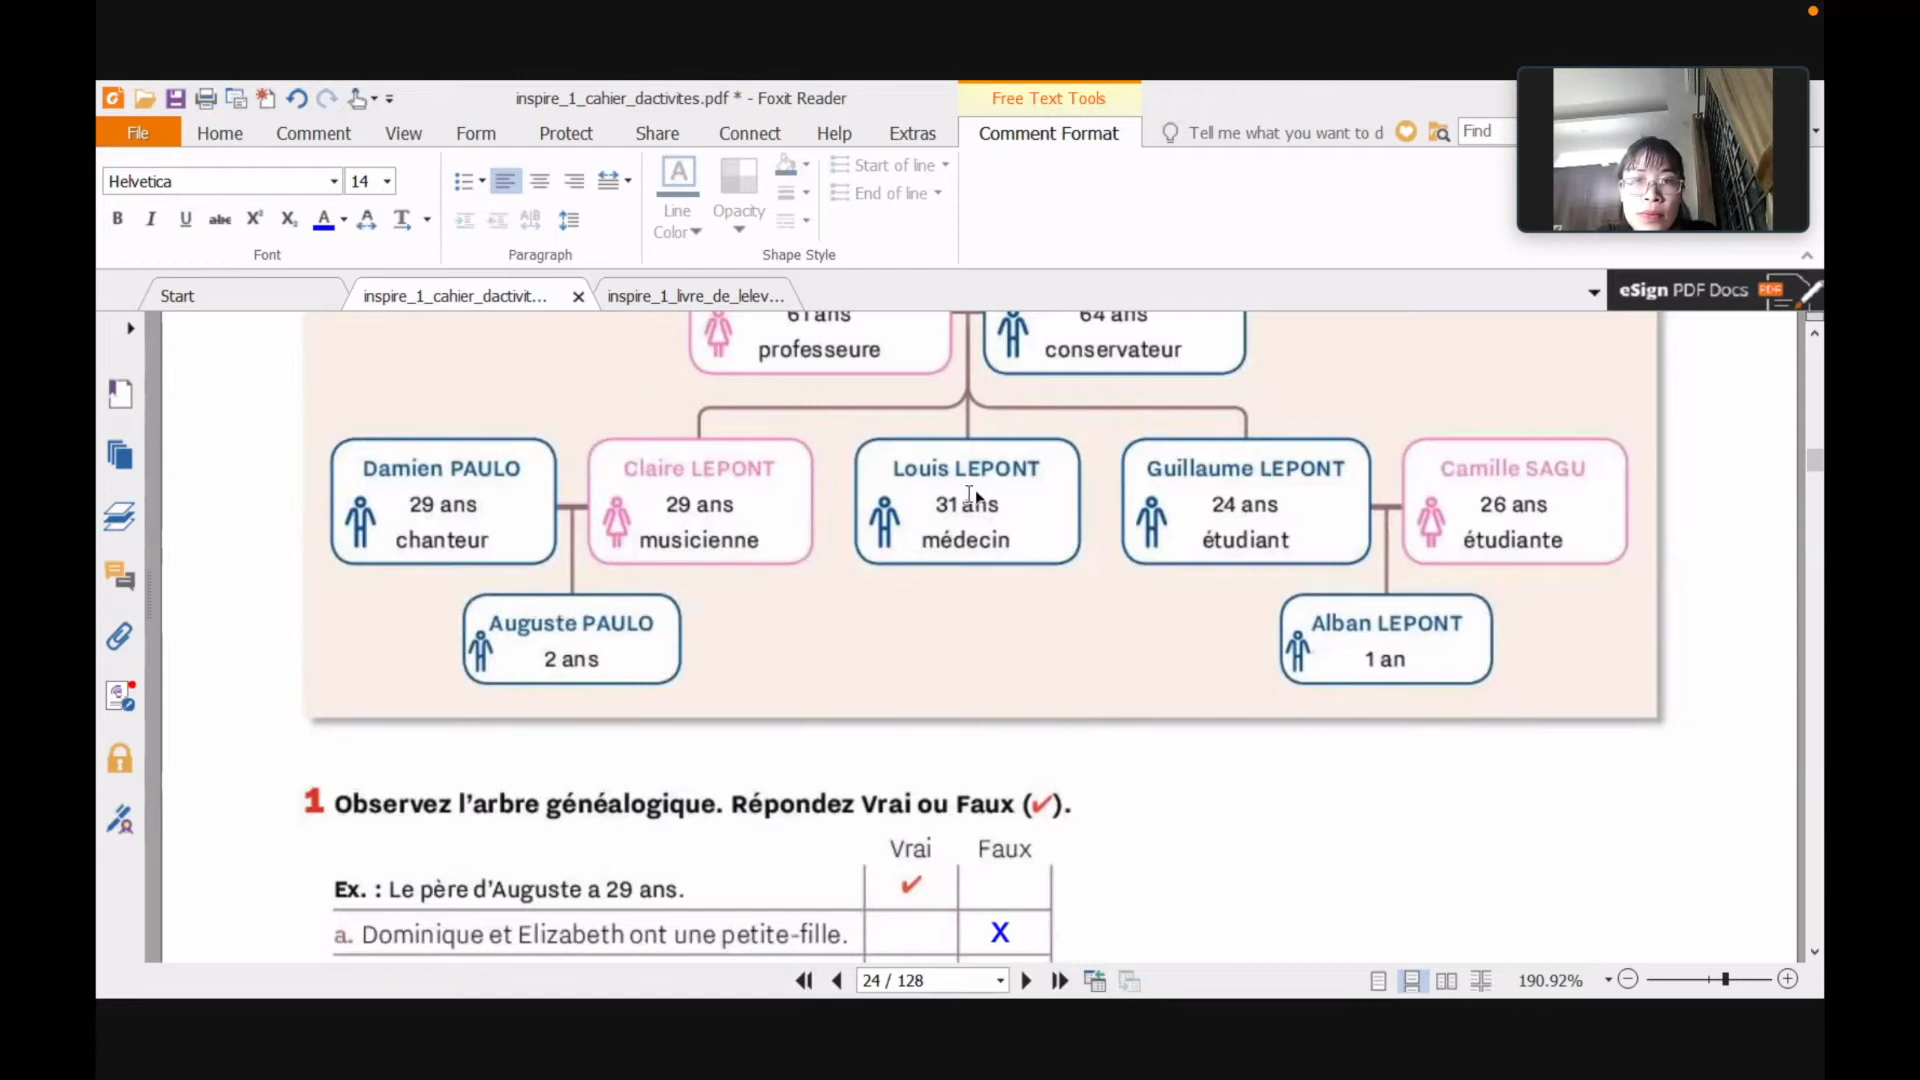 inspire_1_cahier_dactivites.pdf * - Foxit Reader
Free Text Tools
File
Home
Comment
View
Form
Protect
Share
Connect
Help
Extras
Comment Format
Tell me what you want to d
Find
Helvetica
14
Start of line
End of line
Line
Color
Opacity
Font
Paragraph
Shape Style
Start
inspire_1_cahier_dactivit...
inspire_1_livre_de_lelev...
eSign PDF Docs
PDF
61 ans
professeure
64 ans
conservateur
Damien PAULO
29 ans
chanteur
Claire LEPONT
29 ans
musicienne
Louis LEPONT
31 ans
médecin
Guillaume LEPONT
24 ans
étudiant
Camille SAGU
26 ans
étudiante
Auguste PAULO
2 ans
Alban LEPONT
1 an
1 Observez l'arbre généalogique. Répondez Vrai ou Faux (✔).
Vrai Faux
Ex. : Le père d'Auguste a 29 ans. ✔
a. Dominique et Elizabeth ont une petite-fille. X
24 / 128
190.92%